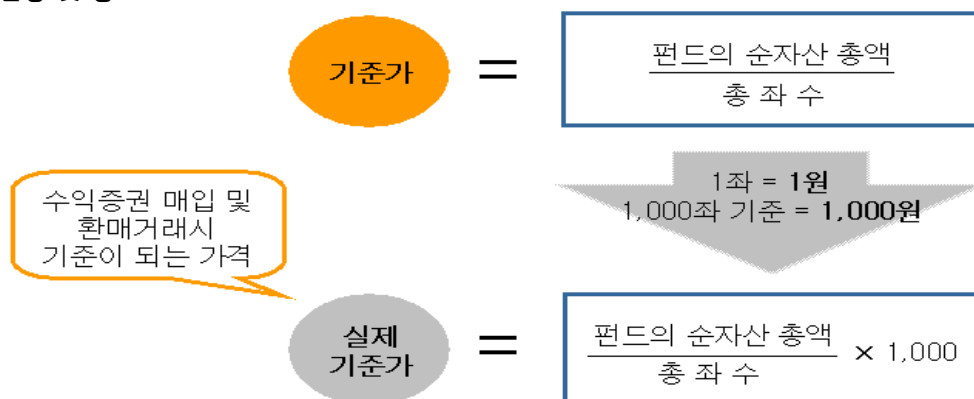 기준가 = 펀드의 순자산 총액
총 좌 수
1좌 = 1원
1,000좌 기준 = 1,000원
수익증권 매입 및
환매거래시
기준이 되는 가격
실제
기준가 = 펀드의 순자산 총액
총 좌 수 × 1,000